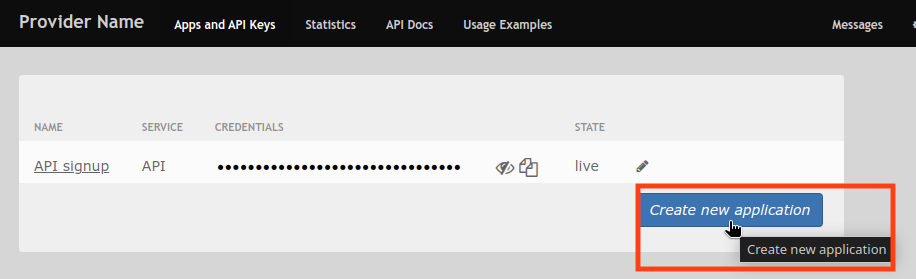 Provider Name Apps and API Keys Statistics API Docs Usage Examples Messages
NAME SERVICE CREDENTIALS STATE
API signup API ●●●●●●●●●●●●●●●●●●●●●●●●●●●●●●●● live
Create new application
Create new application